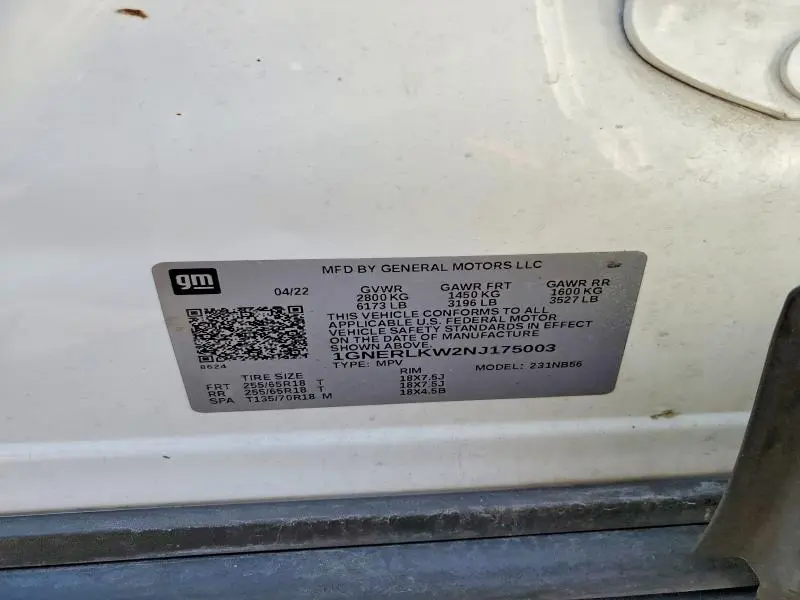 gm
MFD BY GENERAL MOTORS LLC
04/22 GVWR GAWR FRT GAWR RR
2800 KG 1450 KG 1600 KG
6173 LB 3196 LB 3527 LB
THIS VEHICLE CONFORMS TO ALL
APPLICABLE U.S. FEDERAL MOTOR
VEHICLE SAFETY STANDARDS IN EFFECT
ON THE DATE OF MANUFACTURE
SHOWN ABOVE.
1GNERLKW2NJ175003
0624
TYPE: MPV MODEL: 231NB56
TIRE SIZE RIM
FRT 255/65R18 T 18X7.5J
RR 255/65R18 T 18X7.5J
SPA T135/70R18 M 18X4.5B